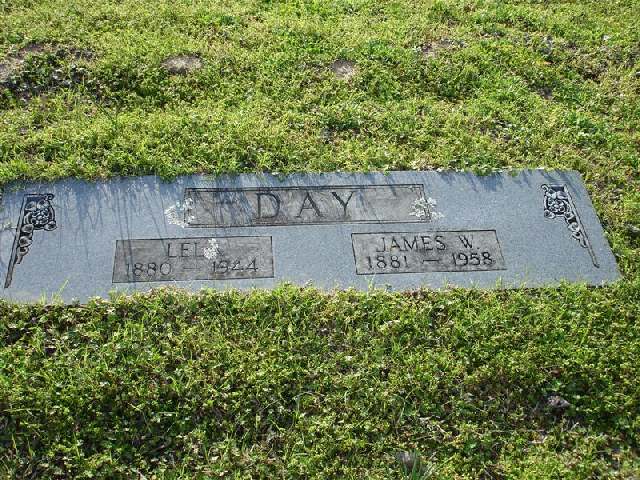 DAY
1880 – 1944
JAMES W.
1881 – 1958